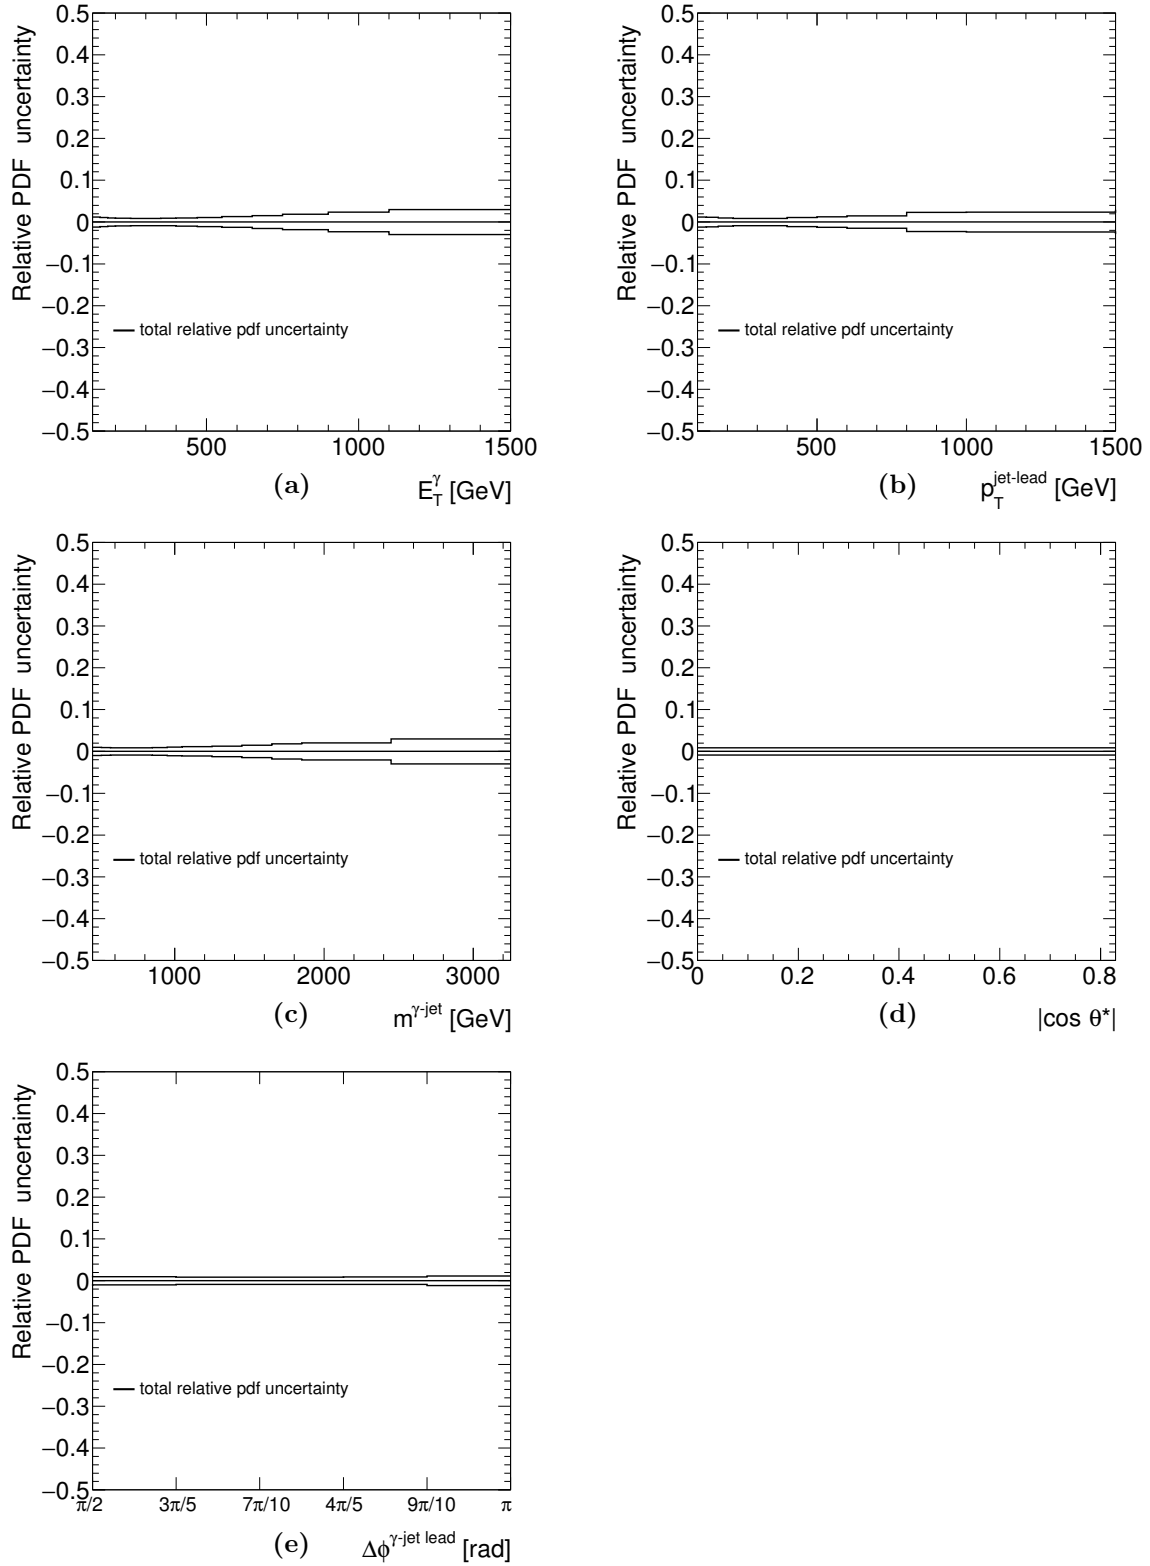 Relative PDF uncertainty
0.5
0.4
0.3
0.2
0.1
0
−0.1
−0.2
−0.3
−0.4
−0.5
total relative pdf uncertainty
500 1000 1500
(a) E_T^γ [GeV]
Relative PDF uncertainty
0.5
0.4
0.3
0.2
0.1
0
−0.1
−0.2
−0.3
−0.4
−0.5
total relative pdf uncertainty
500 1000 1500
(b) p_T^jet-lead [GeV]
Relative PDF uncertainty
0.5
0.4
0.3
0.2
0.1
0
−0.1
−0.2
−0.3
−0.4
−0.5
total relative pdf uncertainty
1000 2000 3000
(c) m^γ-jet [GeV]
Relative PDF uncertainty
0.5
0.4
0.3
0.2
0.1
0
−0.1
−0.2
−0.3
−0.4
−0.5
total relative pdf uncertainty
0 0.2 0.4 0.6 0.8
(d) |cos θ*|
Relative PDF uncertainty
0.5
0.4
0.3
0.2
0.1
0
−0.1
−0.2
−0.3
−0.4
−0.5
total relative pdf uncertainty
π/2 3π/5 7π/10 4π/5 9π/10 π
(e) Δϕ^γ-jet lead [rad]